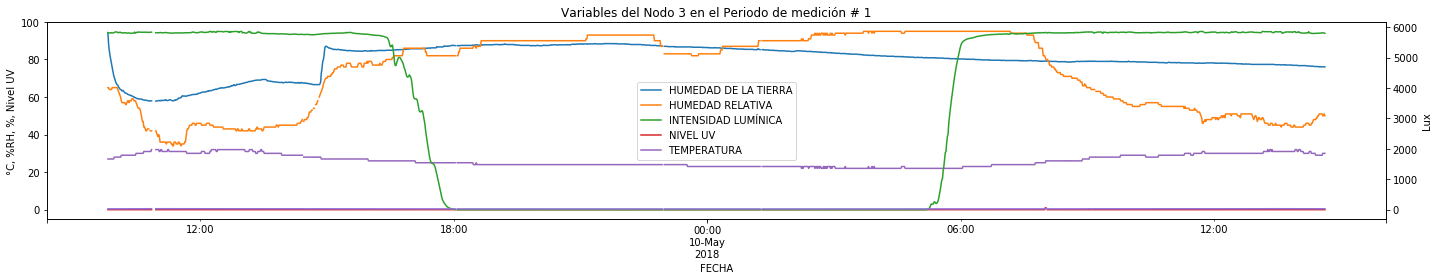 Variables del Nodo 3 en el Periodo de medición # 1
100
80
60
40
20
0
°C, %RH, %, Nivel UV
6000
5000
4000
3000
2000
1000
0
Lux
HUMEDAD DE LA TIERRA
HUMEDAD RELATIVA
INTENSIDAD LUMÍNICA
NIVEL UV
TEMPERATURA
12:00
18:00
00:00
10-May
2018
06:00
12:00
FECHA